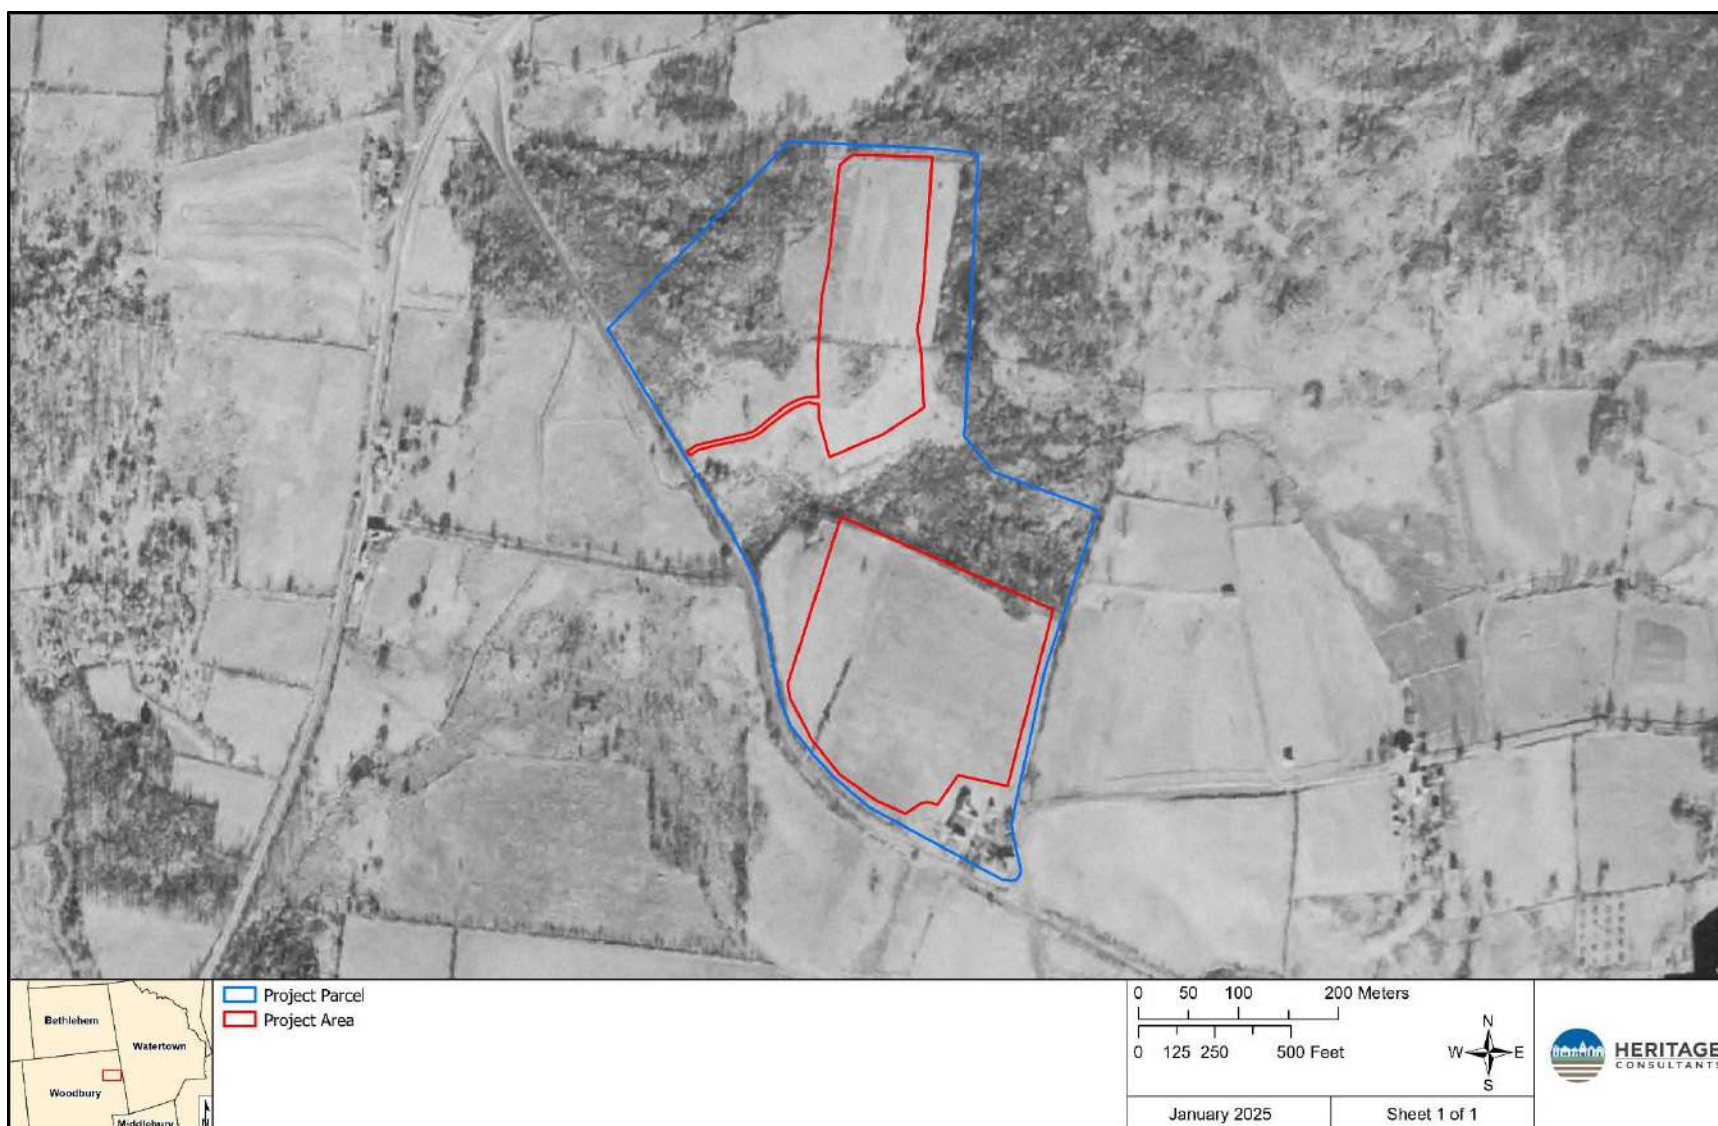 Bethlehem
Watertown
Woodbury
Middlebury
N
Project Parcel
Project Area
0 50 100 200 Meters
0 125 250 500 Feet
N
W E
S
January 2025
Sheet 1 of 1
HERITAGE
CONSULTANTS